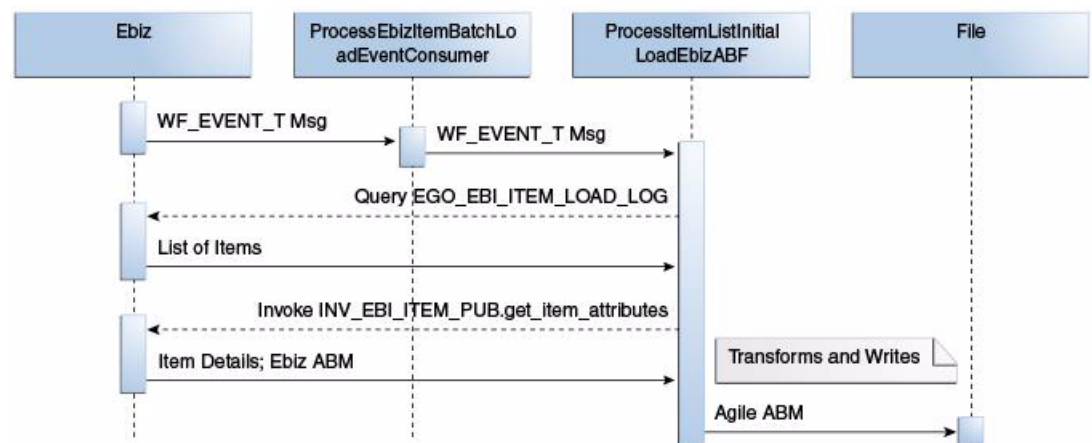 Ebiz
ProcessEbizItemBatchLo
adEventConsumer
ProcessItemListInitial
LoadEbizABF
File
WF_EVENT_T Msg
WF_EVENT_T Msg
Query EGO_EBI_ITEM_LOAD_LOG
List of Items
Invoke INV_EBI_ITEM_PUB.get_item_attributes
Item Details; Ebiz ABM
Transforms and Writes
Agile ABM